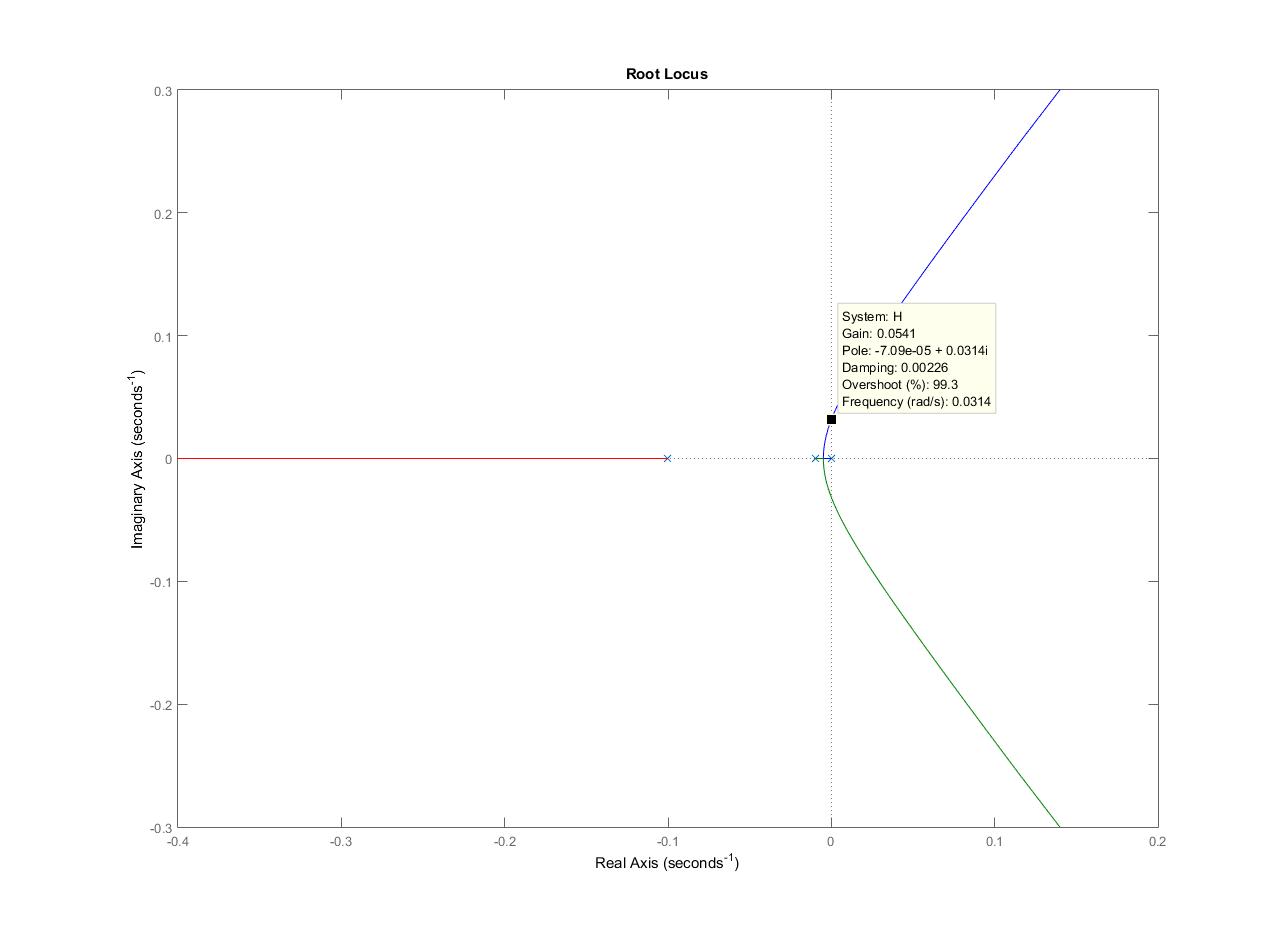 Root Locus
0.3
0.2
0.1
0
-0.1
-0.2
-0.3
Imaginary Axis (seconds⁻¹)
System: H
Gain: 0.0541
Pole: -7.09e-05 + 0.0314i
Damping: 0.00226
Overshoot (%): 99.3
Frequency (rad/s): 0.0314
-0.4 -0.3 -0.2 -0.1 0 0.1 0.2
Real Axis (seconds⁻¹)